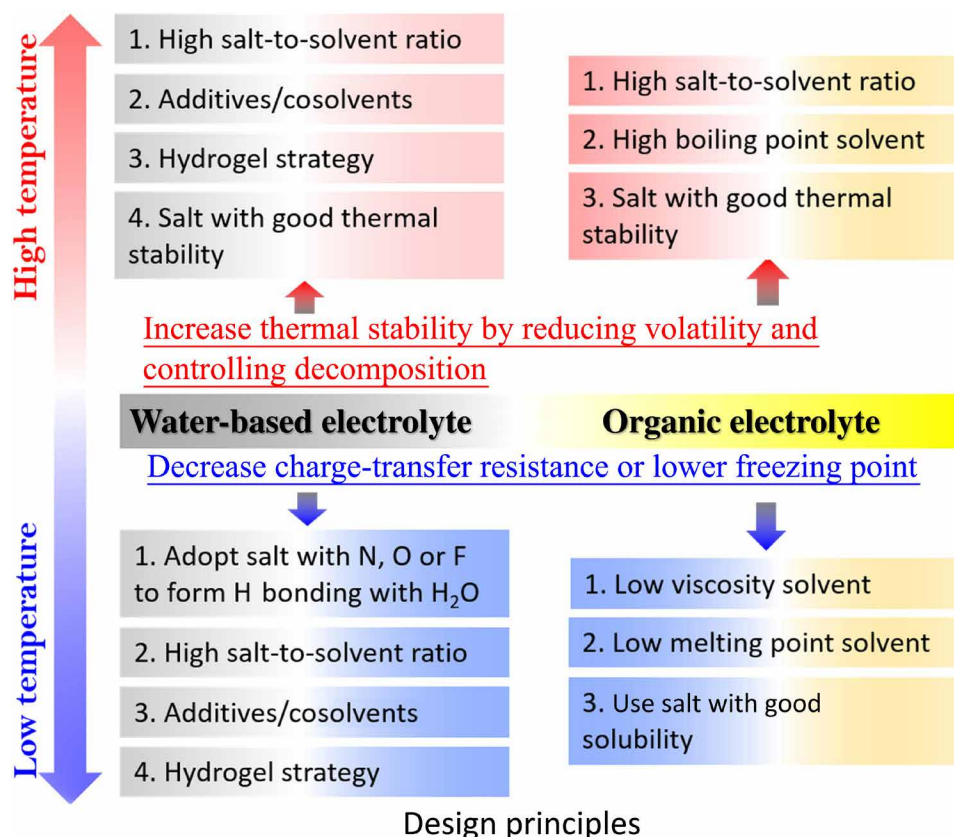 High temperature
1. High salt-to-solvent ratio
2. Additives/cosolvents
3. Hydrogel strategy
4. Salt with good thermal
stability
1. High salt-to-solvent ratio
2. High boiling point solvent
3. Salt with good thermal
stability
Increase thermal stability by reducing volatility and
controlling decomposition
Water-based electrolyte
Organic electrolyte
Decrease charge-transfer resistance or lower freezing point
Low temperature
1. Adopt salt with N, O or F
to form H bonding with H₂O
2. High salt-to-solvent ratio
3. Additives/cosolvents
4. Hydrogel strategy
1. Low viscosity solvent
2. Low melting point solvent
3. Use salt with good
solubility
Design principles